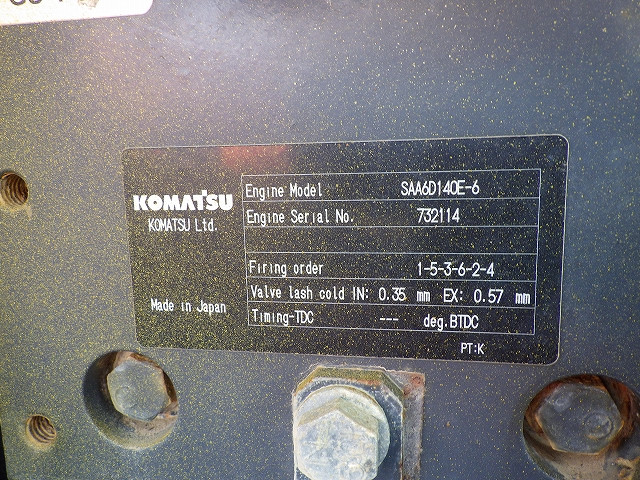 KOMATSU
KOMATSU Ltd.
Made in Japan
Engine Model SAA6D140E-6
Engine Serial No. 732114
Firing order 1-5-3-6-2-4
Valve lash cold IN: 0.35 mm EX: 0.57 mm
Timing-TDC --- deg.BTDC
PT:K